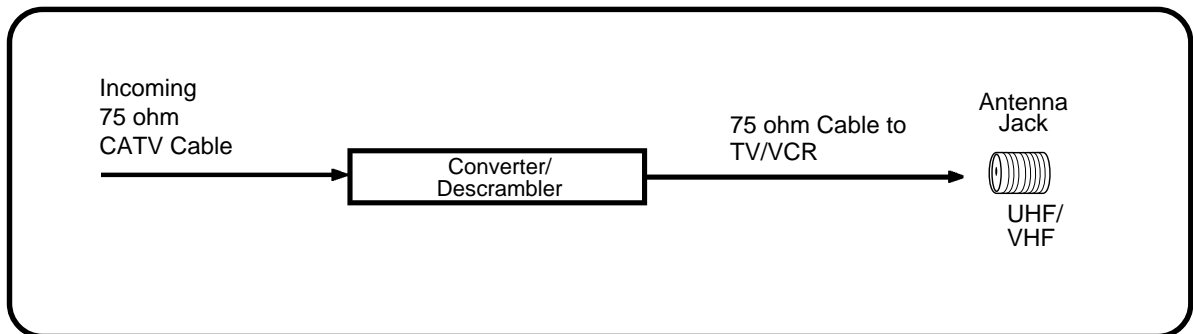 Incoming
75 ohm
CATV Cable
Converter/
Descrambler
75 ohm Cable to
TV/VCR
Antenna
Jack
UHF/
VHF